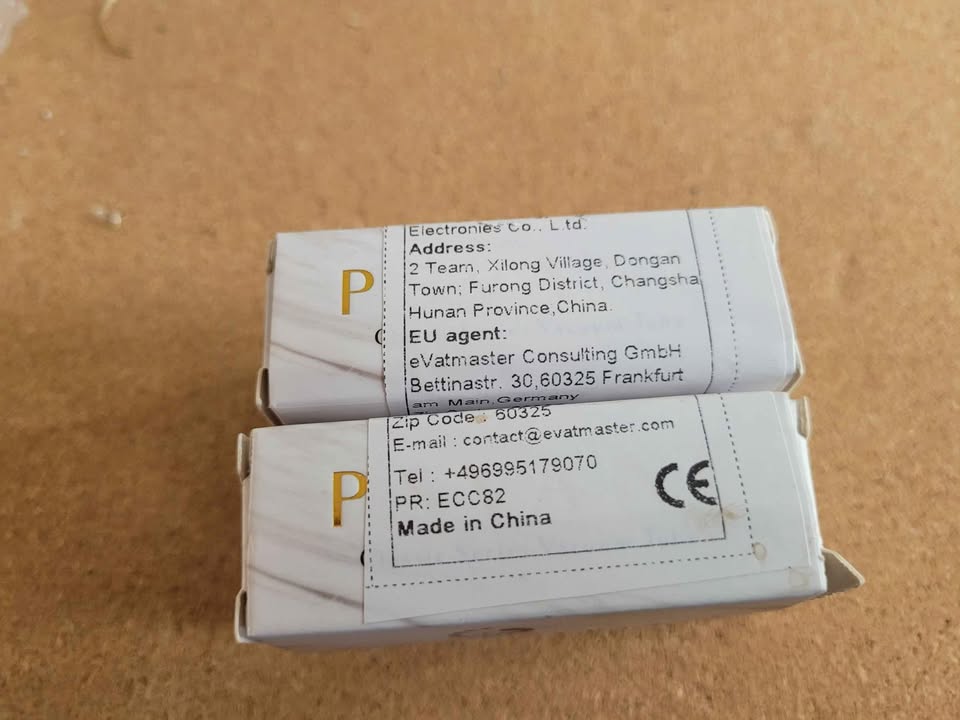 Electronies Co., L.td.
Address:
2 Team, Xilong Village, Dongan
Town; Furong District, Changsha
Hunan Province,China.
EU agent:
eVatmaster Consulting GmbH
Bettinastr. 30,60325 Frankfurt
am Main,Germany
P
Zip Code : 60325
E-mail : contact@evatmaster.com
Tel : +496995179070
PR: ECC82
Made in China
CE
P